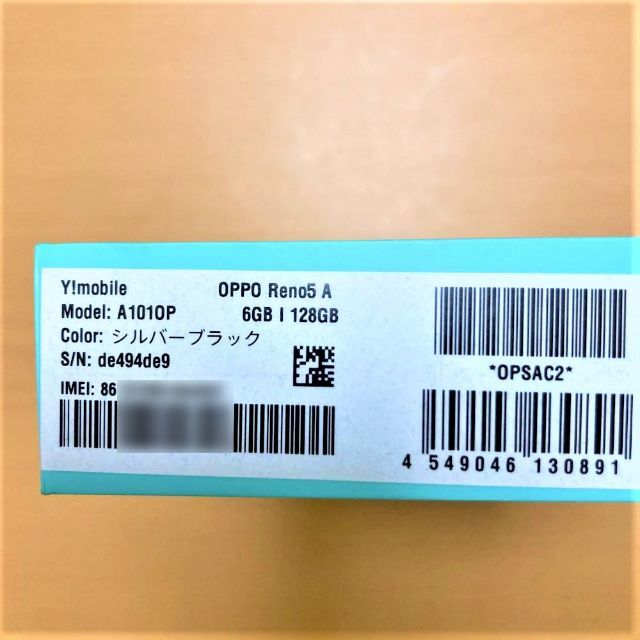 Y!mobile OPPO Reno5 A
Model: A101OP 6GB | 128GB
Color: シルバーブラック
S/N: de494de9
IMEI: 86
*OPSAC2*
4 549046 130891